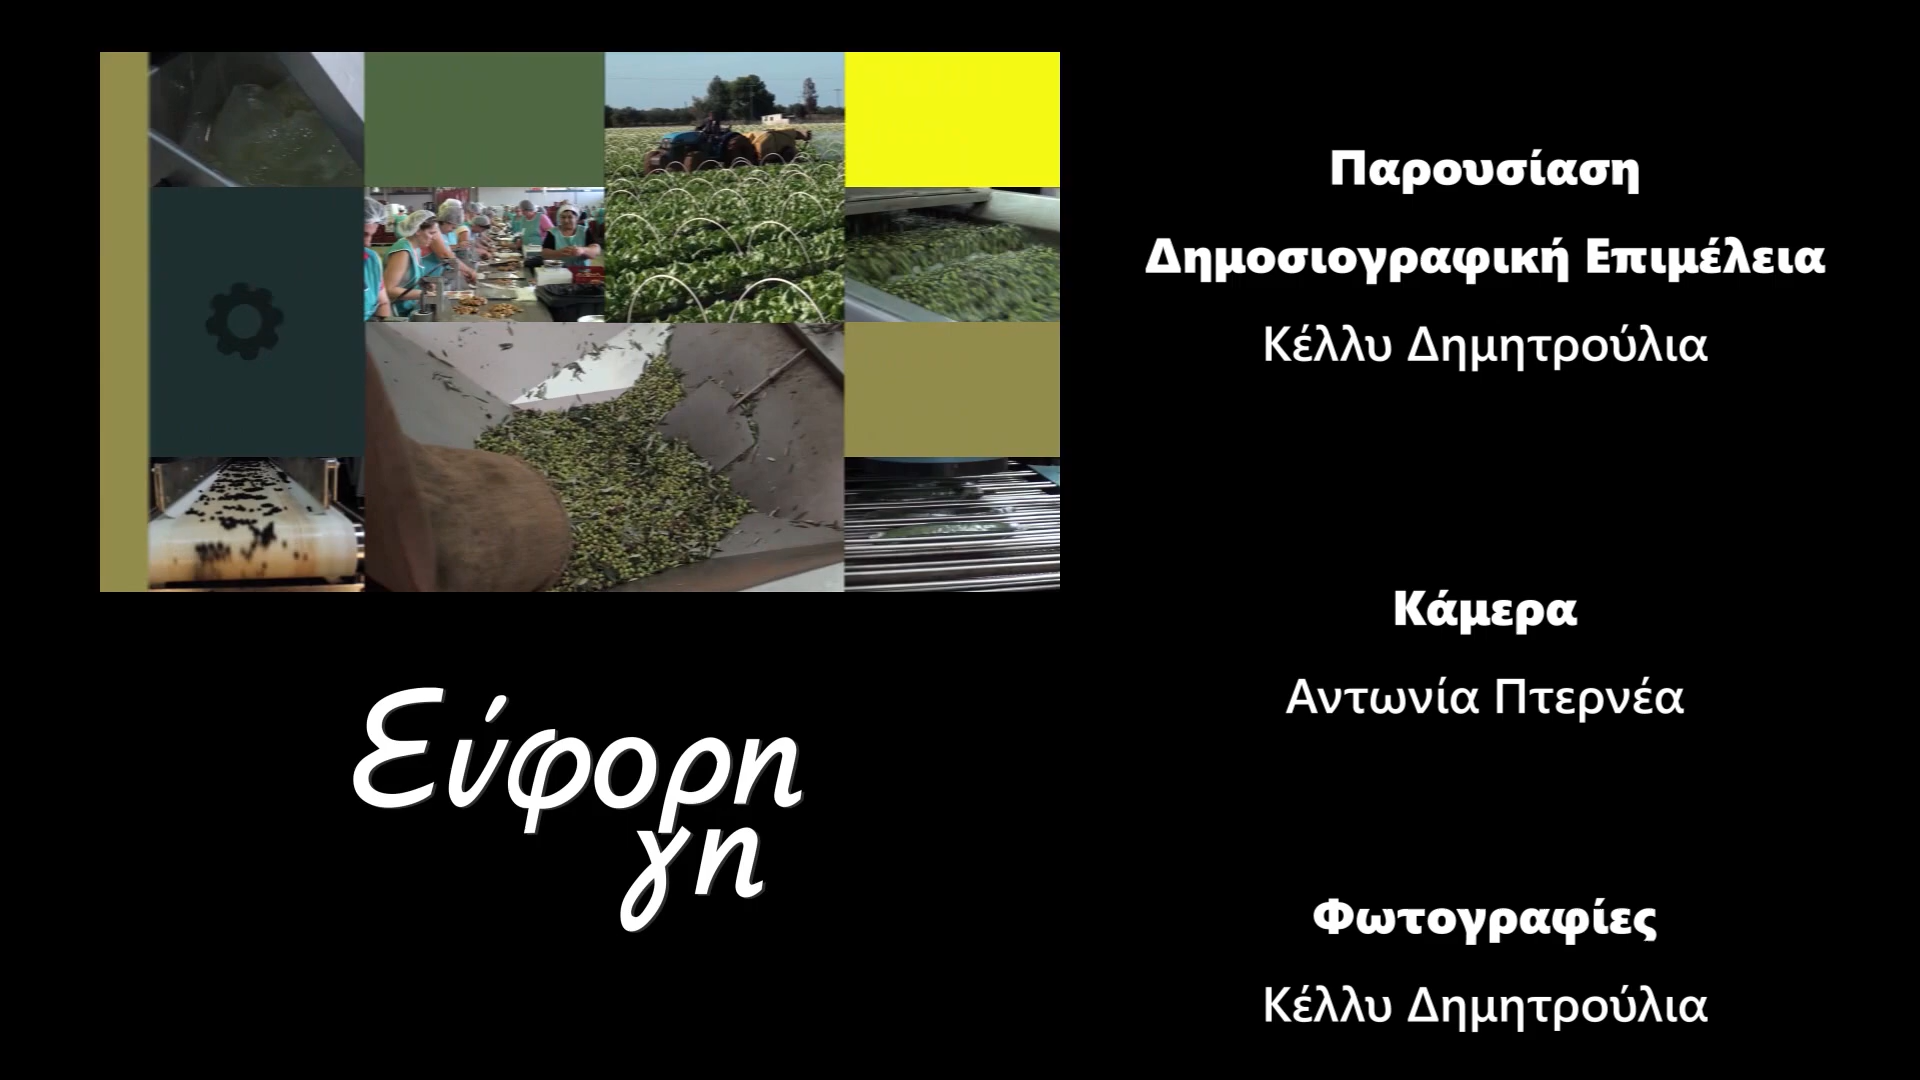 Εύφορη
γη
Παρουσίαση
Δημοσιογραφική Επιμέλεια
Κέλλυ Δημητρούλια
Κάμερα
Αντωνία Πτερνέα
Φωτογραφίες
Κέλλυ Δημητρούλια